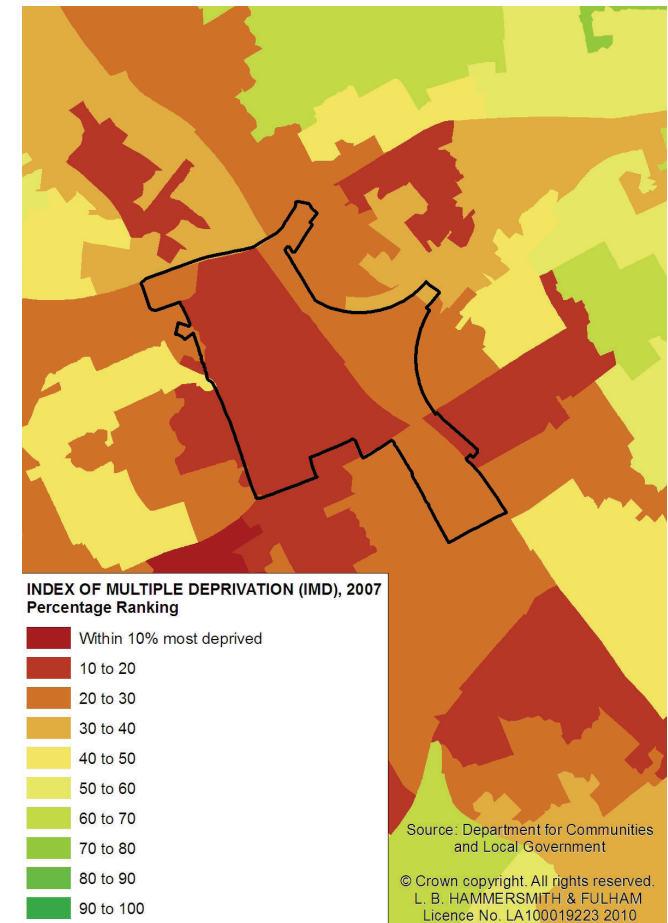 INDEX OF MULTIPLE DEPRIVATION (IMD), 2007
Percentage Ranking
Within 10% most deprived
10 to 20
20 to 30
30 to 40
40 to 50
50 to 60
60 to 70
70 to 80
80 to 90
90 to 100
Source: Department for Communities
and Local Government
© Crown copyright. All rights reserved.
L. B. HAMMERSMITH & FULHAM
Licence No. LA100019223 2010